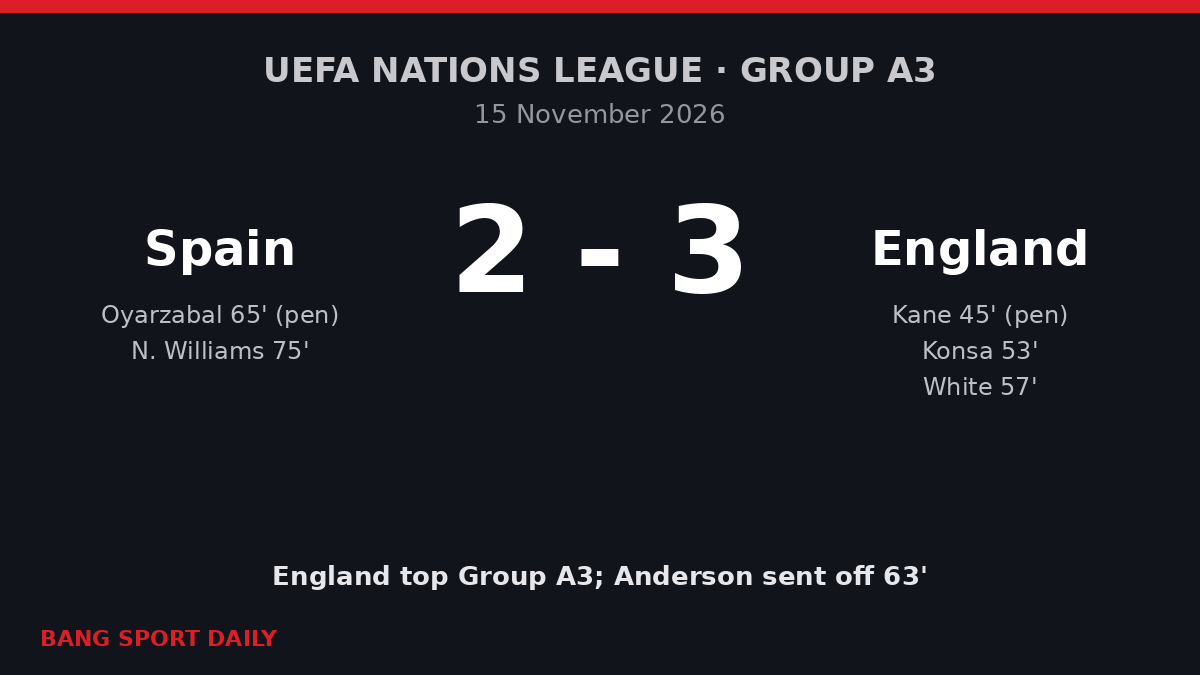 UEFA NATIONS LEAGUE · GROUP A3
15 November 2026
2 - 3
Spain
England
Oyarzabal 65' (pen)
N. Williams 75'
Kane 45' (pen)
Konsa 53'
White 57'
England top Group A3; Anderson sent off 63'
BANG SPORT DAILY